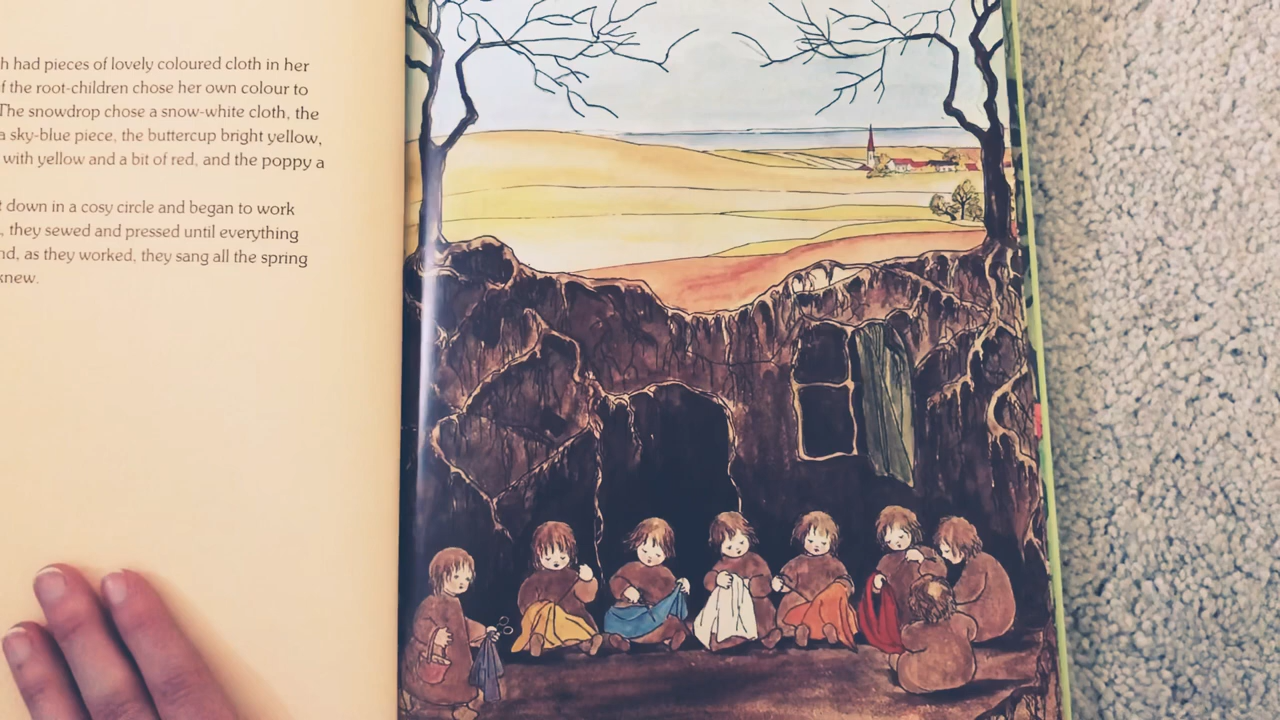 had pieces of lovely coloured cloth in her
the root-children chose her own colour to
The snowdrop chose a snow-white cloth, the
a sky-blue piece, the buttercup bright yellow,
with yellow and a bit of red, and the poppy a
down in a cosy circle and began to work
, they sewed and pressed until everything
as they worked, they sang all the spring
knew.